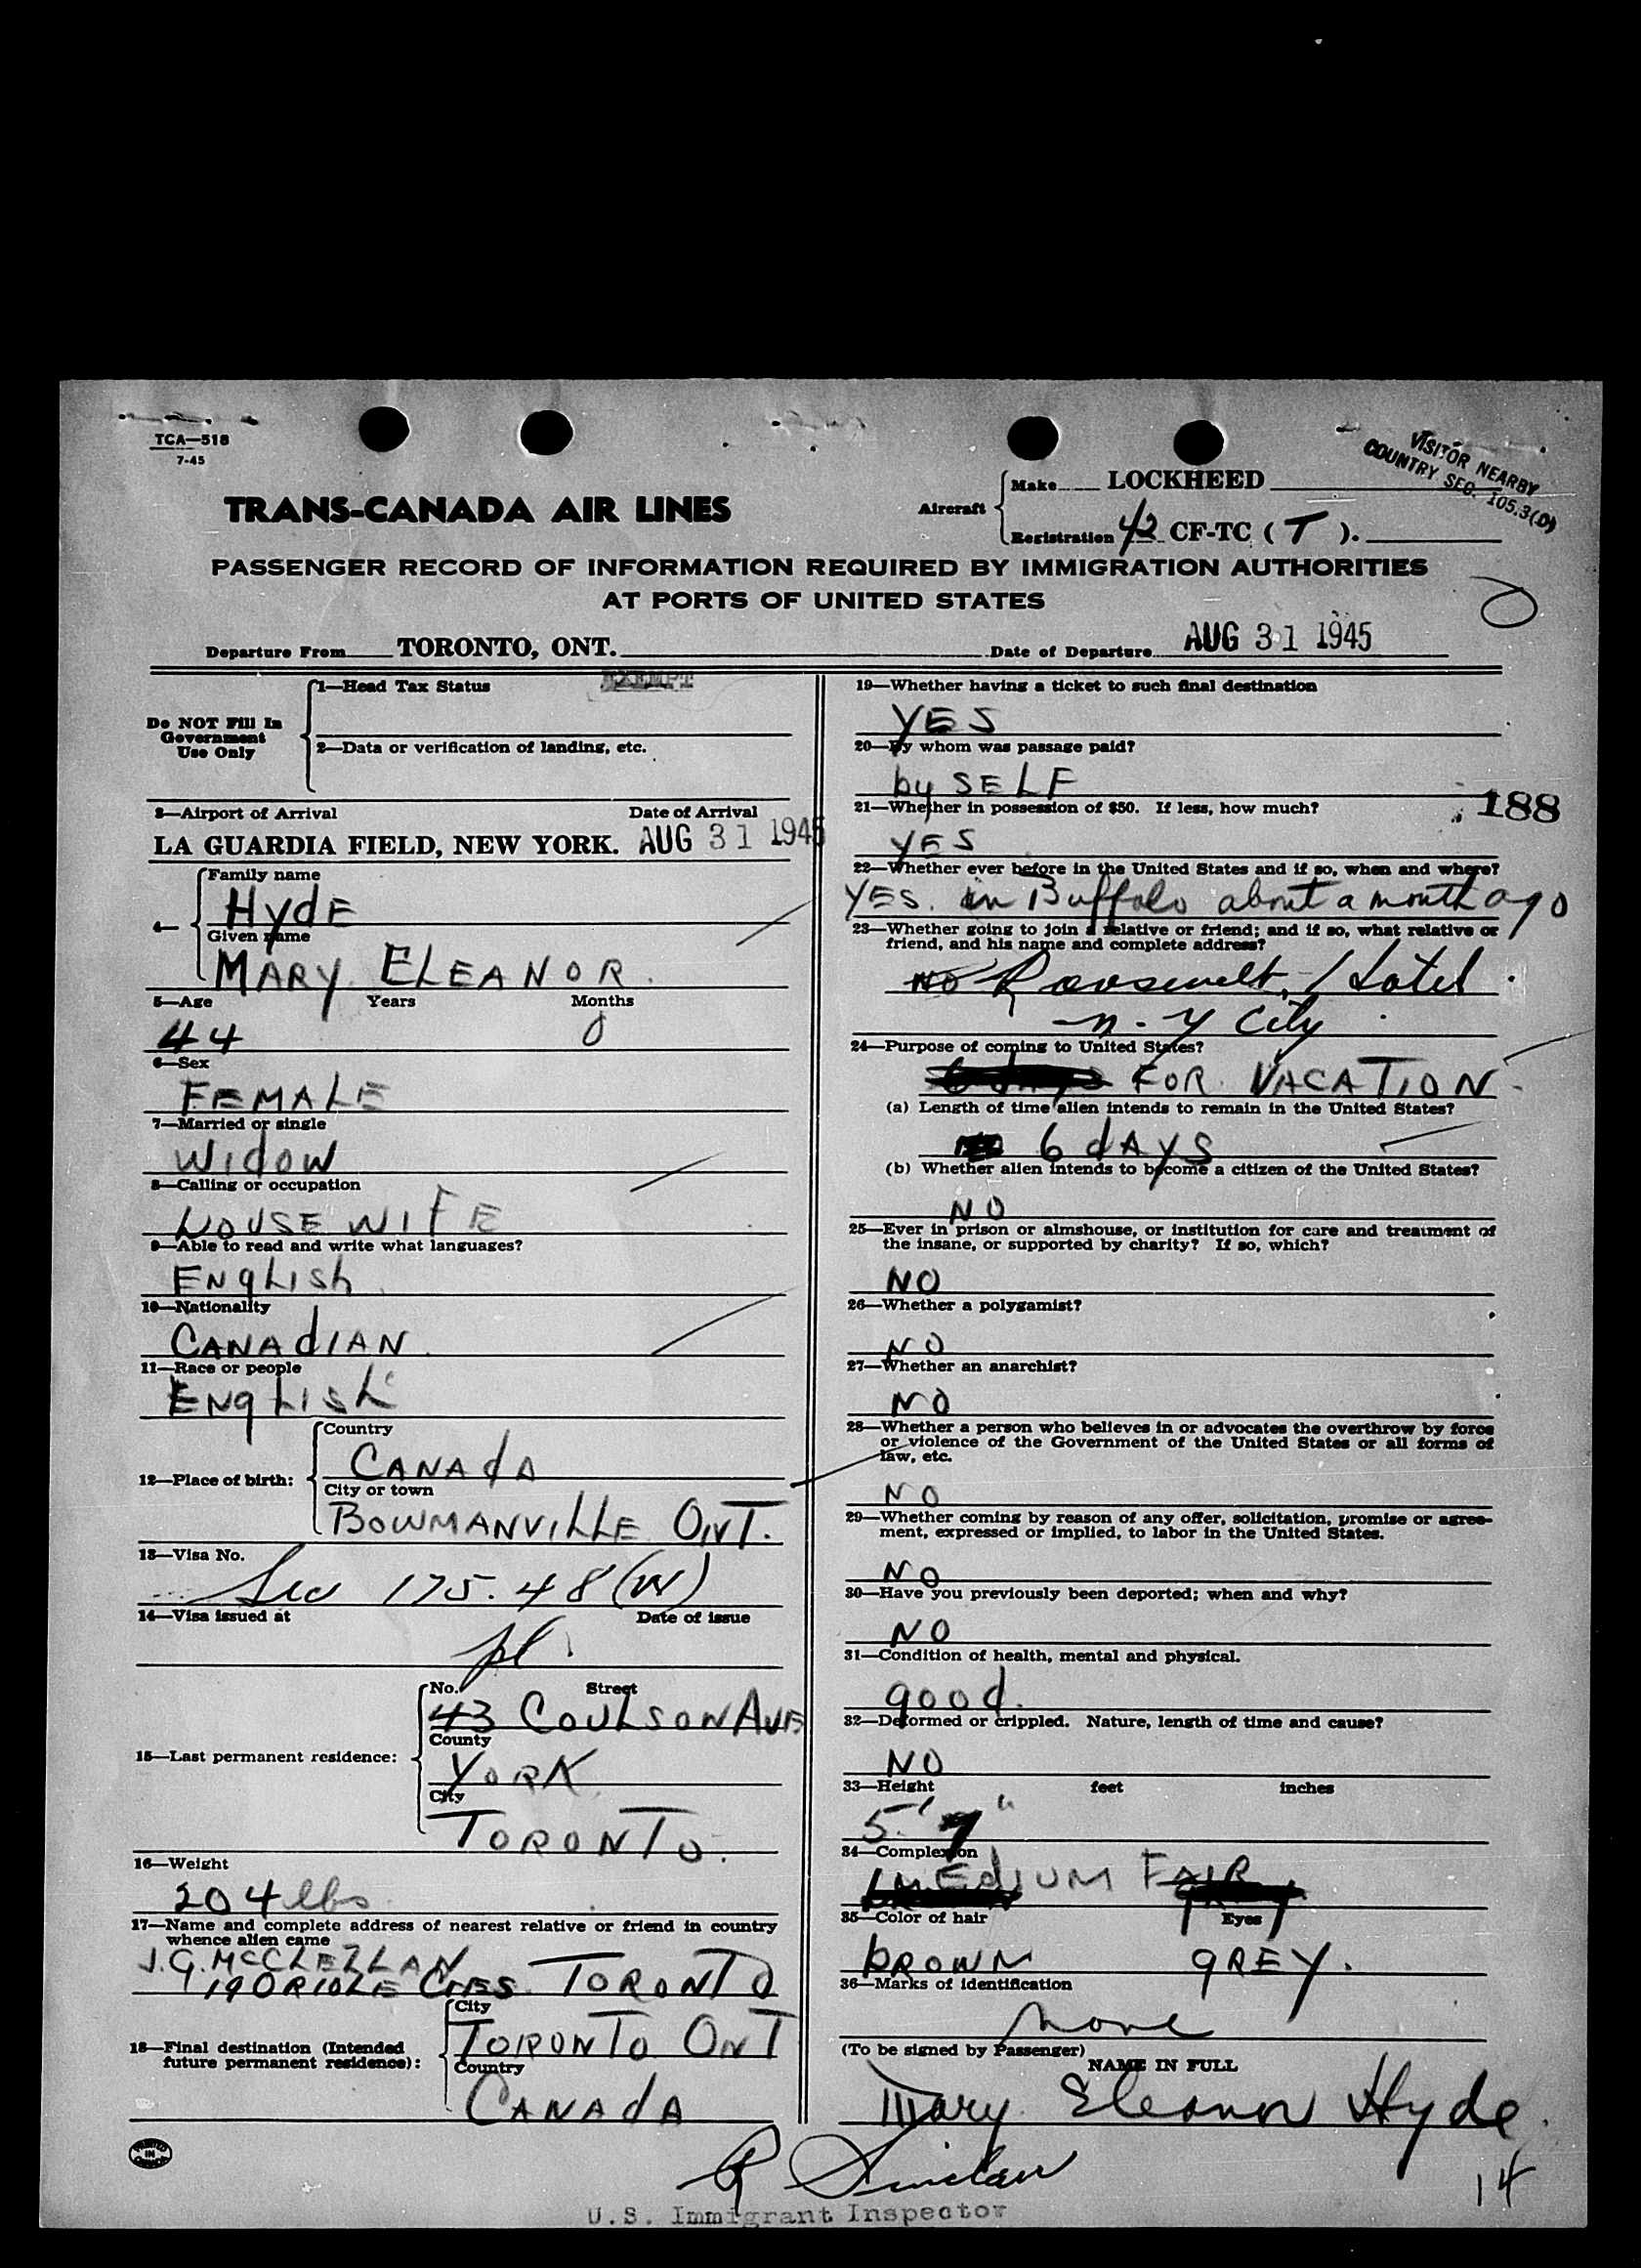 TCA—518
7-45
VISITOR NEARBY
COUNTRY SEC. 105.3(D)
TRANS-CANADA AIR LINES
Aircraft
Make LOCKHEED
Registration 42 CF-TC ( T ).
PASSENGER RECORD OF INFORMATION REQUIRED BY IMMIGRATION AUTHORITIES
AT PORTS OF UNITED STATES
Departure From TORONTO, ONT. Date of Departure AUG 31 1945
Do NOT Fill In
Government
Use Only
1—Head Tax Status EXEMPT
2—Data or verification of landing, etc.
3—Airport of Arrival Date of Arrival
LA GUARDIA FIELD, NEW YORK. AUG 31 1945
4—
Family name
HydE
Given name
MARY ELEANOR.
5—Age Years Months
44 0
6—Sex
FEMALE
7—Married or single
WIdOW
8—Calling or occupation
HOUSE WIFE
9—Able to read and write what languages?
ENgLISh
10—Nationality
CANAdIAN.
11—Race or people
ENgLISh
12—Place of birth:
Country
CANAdA
City or town
BOWMANVILLE ONT.
13—Visa No.
Sec 175.48 (W)
14—Visa issued at Date of issue
15—Last permanent residence:
No. Street
43 COULSON AVE
County
YORK
City
TORONTO.
16—Weight
204 lbs
17—Name and complete address of nearest relative or friend in country
whence alien came
J.G. McCLELLAN
19 ORIOLE CRES. TORONTO
18—Final destination (Intended
future permanent residence):
City
TORONTO ONT
Country
CANAdA
19—Whether having a ticket to such final destination
YES
20—By whom was passage paid?
by SELF
21—Whether in possession of $50. If less, how much?
188
YES
22—Whether ever before in the United States and if so, when and where?
YES. in Buffalo about a month ago
23—Whether going to join a relative or friend; and if so, what relative or
friend, and his name and complete address?
NO Roosevelt, Hotel.
N. Y City
24—Purpose of coming to United States?
FOR VACATION.
(a) Length of time alien intends to remain in the United States?
6 dAYS
(b) Whether alien intends to become a citizen of the United States?
NO
25—Ever in prison or almshouse, or institution for care and treatment of
the insane, or supported by charity? If so, which?
NO
26—Whether a polygamist?
NO
27—Whether an anarchist?
NO
28—Whether a person who believes in or advocates the overthrow by force
or violence of the Government of the United States or all forms of
law, etc.
NO
29—Whether coming by reason of any offer, solicitation, promise or agree-
ment, expressed or implied, to labor in the United States.
NO
30—Have you previously been deported; when and why?
NO
31—Condition of health, mental and physical.
good.
32—Deformed or crippled. Nature, length of time and cause?
NO
33—Height feet inches
5' 7"
34—Complexion
MEdIUM FAIR
35—Color of hair Eyes
bROWN gREY.
36—Marks of identification
none
(To be signed by Passenger)
NAME IN FULL
Mary Eleanor Hyde.
R Sinclair
14
U.S. Immigrant Inspector
PRINTED
IN
CANADA